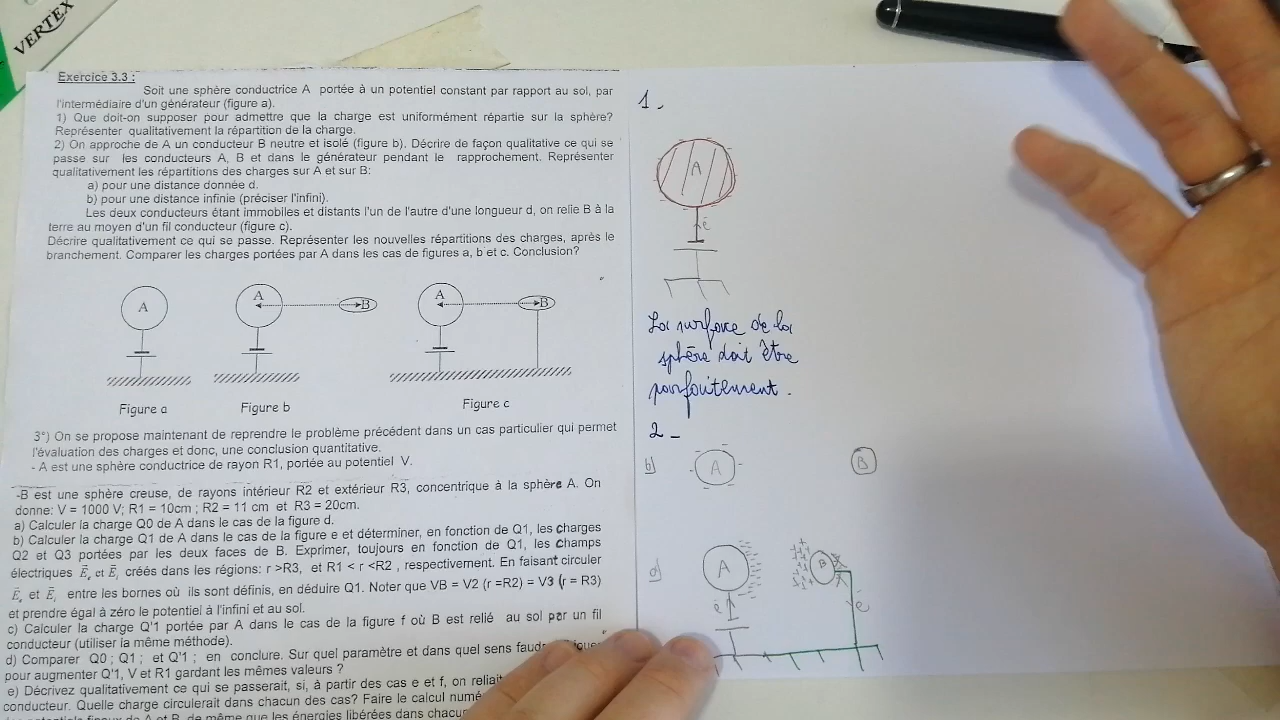 VERTEX
Exercice 3.3 :
Soit une sphère conductrice A portée à un potentiel constant par rapport au sol, par
l'intermédiaire d'un générateur (figure a).
1) Que doit-on supposer pour admettre que la charge est uniformément répartie sur la sphère?
Représenter qualitativement la répartition de la charge.
2) On approche de A un conducteur B neutre et isolé (figure b). Décrire de façon qualitative ce qui se
passe sur les conducteurs A, B et dans le générateur pendant le rapprochement. Représenter
qualitativement les répartitions des charges sur A et sur B:
a) pour une distance donnée d.
b) pour une distance infinie (préciser l'infini).
Les deux conducteurs étant immobiles et distants l'un de l'autre d'une longueur d, on relie B à la
terre au moyen d'un fil conducteur (figure c).
Décrire qualitativement ce qui se passe. Représenter les nouvelles répartitions des charges, après le
branchement. Comparer les charges portées par A dans les cas de figures a, b et c. Conclusion?
A
A B
A B
Figure a
Figure b
Figure c
3°) On se propose maintenant de reprendre le problème précédent dans un cas particulier qui permet
l'évaluation des charges et donc, une conclusion quantitative.
- A est une sphère conductrice de rayon R1, portée au potentiel V.
-B est une sphère creuse, de rayons intérieur R2 et extérieur R3, concentrique à la sphère A. On
donne: V = 1000 V; R1 = 10cm ; R2 = 11 cm et R3 = 20cm.
a) Calculer la charge Q0 de A dans le cas de la figure d.
b) Calculer la charge Q1 de A dans le cas de la figure e et déterminer, en fonction de Q1, les charges
Q2 et Q3 portées par les deux faces de B. Exprimer, toujours en fonction de Q1, les champs
électriques E⃗e et E⃗i créés dans les régions: r >R3, et R1 < r <R2 , respectivement. En faisant circuler
E⃗e et E⃗i entre les bornes où ils sont définis, en déduire Q1. Noter que VB = V2 (r =R2) = V3 (r = R3)
et prendre égal à zéro le potentiel à l'infini et au sol.
c) Calculer la charge Q'1 portée par A dans le cas de la figure f où B est relié au sol par un fil
conducteur (utiliser la même méthode).
d) Comparer Q0 ; Q1 ; et Q'1 ; en conclure. Sur quel paramètre et dans quel sens
pour augmenter Q'1, V et R1 gardant les mêmes valeurs ?
e) Décrivez qualitativement ce qui se passerait, si, à partir des cas e et f, on
conducteur. Quelle charge circulerait dans chacun des cas? Faire le calcul
de A et B, de même que les énergies libérées dans
1.
A
e⁻
La surface de la
sphère doit être
parfaitement.
2-
b)
A B
A B
e⁻ e⁻